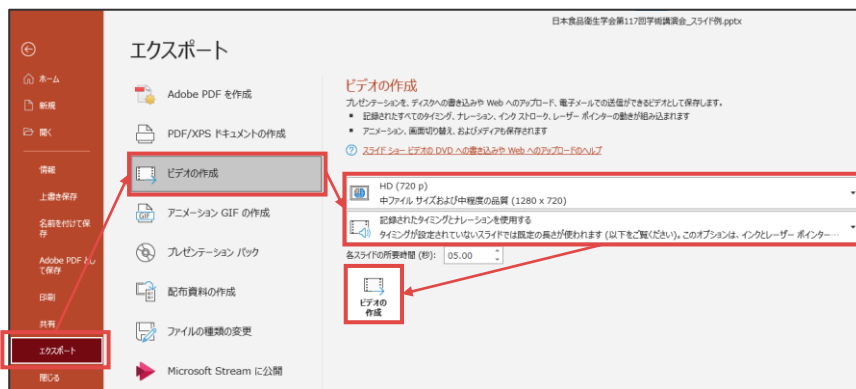 日本食品衛生学会第117回学術講演会_スライド例.pptx
エクスポート
ホーム
新規
開く
情報
上書き保存
名前を付けて保
存
Adobe PDF とし
て保存
印刷
共有
エクスポート
閉じる
Adobe PDF を作成
PDF/XPS ドキュメントの作成
ビデオの作成
GIF
アニメーション GIF の作成
プレゼンテーション パック
配布資料の作成
ファイルの種類の変更
Microsoft Stream に公開
ビデオの作成
プレゼンテーションを、ディスクへの書き込みや Web へのアップロード、電子メールでの送信ができるビデオとして保存します。
▪ 記録されたすべてのタイミング、ナレーション、インク ストローク、レーザー ポインターの動きが組み込まれます
▪ アニメーション、画面切り替え、およびメディアも保存されます
? スライド ショー ビデオの DVD への書き込みや Web へのアップロードのヘルプ
HD (720 p)
中ファイル サイズおよび中程度の品質 (1280 x 720)
記録されたタイミングとナレーションを使用する
タイミングが設定されていないスライドでは既定の長さが使われます (以下をご覧ください)。このオプションは、インクとレーザー ポインター…
各スライドの所要時間 (秒): 05.00
ビデオの
作成